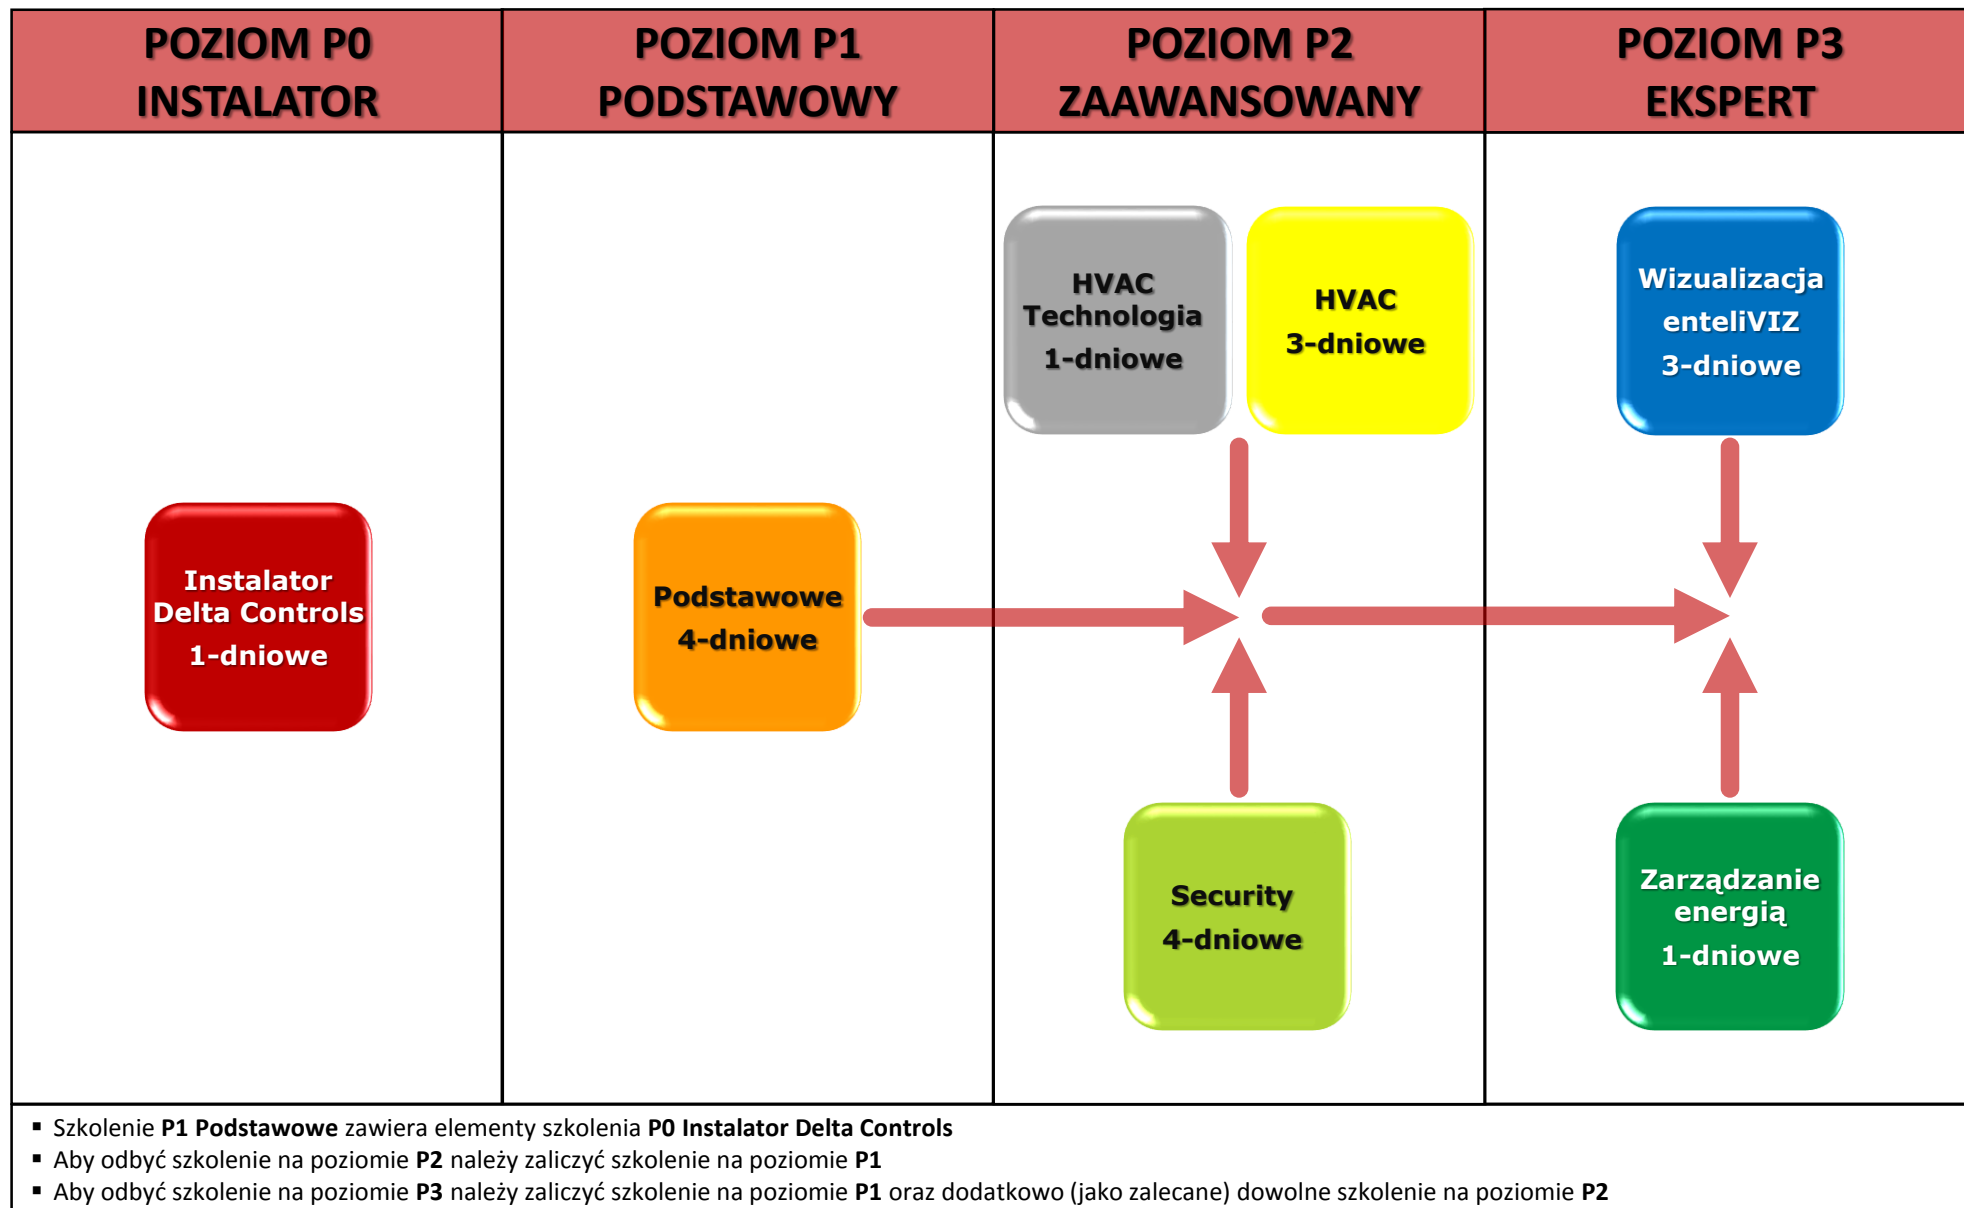 POZIOM P0
INSTALATOR
POZIOM P1
PODSTAWOWY
POZIOM P2
ZAAWANSOWANY
POZIOM P3
EKSPERT
Instalator
Delta Controls
1-dniowe
Podstawowe
4-dniowe
HVAC
Technologia
1-dniowe
HVAC
3-dniowe
Security
4-dniowe
Wizualizacja
enteliVIZ
3-dniowe
Zarządzanie
energią
1-dniowe
▪ Szkolenie P1 Podstawowe zawiera elementy szkolenia P0 Instalator Delta Controls
▪ Aby odbyć szkolenie na poziomie P2 należy zaliczyć szkolenie na poziomie P1
▪ Aby odbyć szkolenie na poziomie P3 należy zaliczyć szkolenie na poziomie P1 oraz dodatkowo (jako zalecane) dowolne szkolenie na poziomie P2